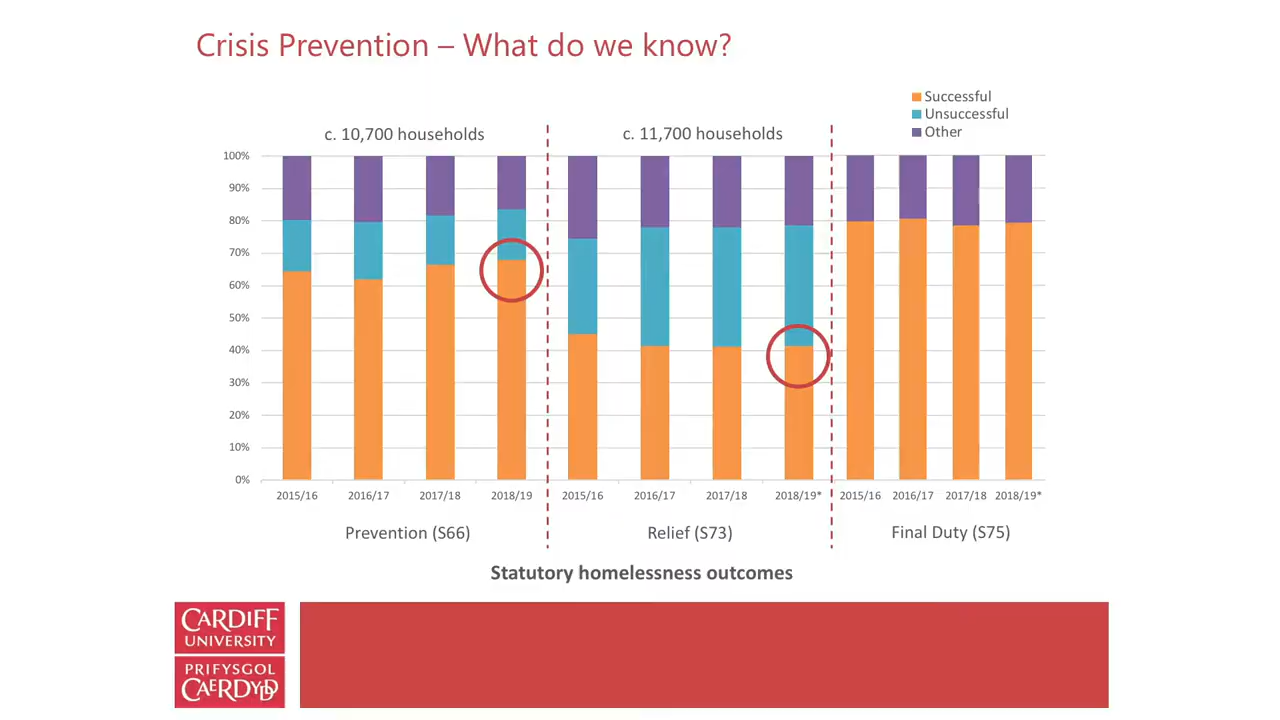 Crisis Prevention – What do we know?
Successful
Unsuccessful
Other
c. 10,700 households
c. 11,700 households
100%
90%
80%
70%
60%
50%
40%
30%
20%
10%
0%
2015/16 2016/17 2017/18 2018/19 2015/16 2016/17 2017/18 2018/19* 2015/16 2016/17 2017/18 2018/19*
Prevention (S66) Relief (S73) Final Duty (S75)
Statutory homelessness outcomes
CARDIFF
UNIVERSITY
PRIFYSGOL
CAERDYDD